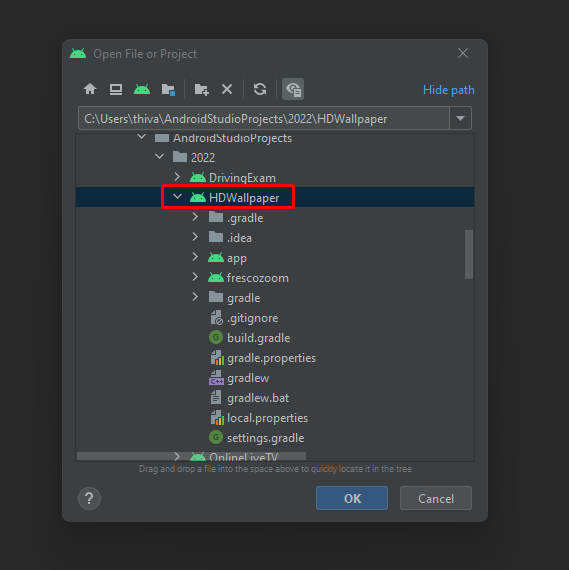 Open File or Project
Hide path
C:\Users\thiva\AndroidStudioProjects\2022\HDWallpaper
AndroidStudioProjects
2022
DrivingExam
HDWallpaper
.gradle
.idea
app
frescozoom
gradle
.gitignore
G build.gradle
gradle.properties
C++ gradlew
gradlew.bat
local.properties
G settings.gradle
OnlineLiveTV
Drag and drop a file into the space above to quickly locate it in the tree
? OK Cancel